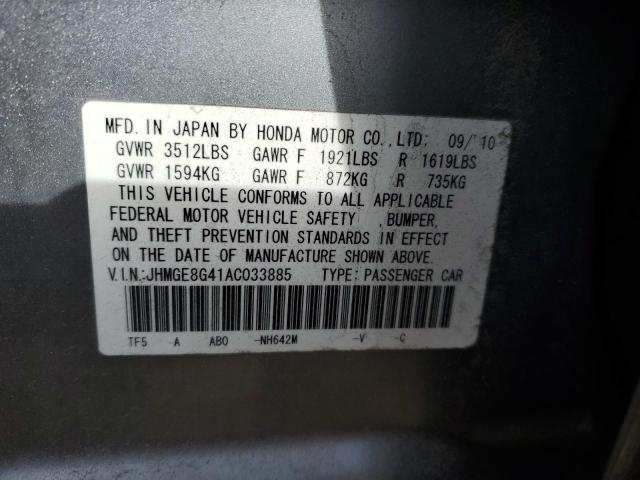 MFD. IN JAPAN BY HONDA MOTOR CO., LTD: 09/ 10
GVWR 3512LBS GAWR F 1921LBS R 1619LBS
GVWR 1594KG GAWR F 872KG R 735KG
THIS VEHICLE CONFORMS TO ALL APPLICABLE
FEDERAL MOTOR VEHICLE SAFETY , BUMPER,
AND THEFT PREVENTION STANDARDS IN EFFECT
ON THE DATE OF MANUFACTURE SHOWN ABOVE.
V.I.N.:JHMGE8G41AC033885 TYPE: PASSENGER CAR
TF5 -A AB0 -NH642M -V -C